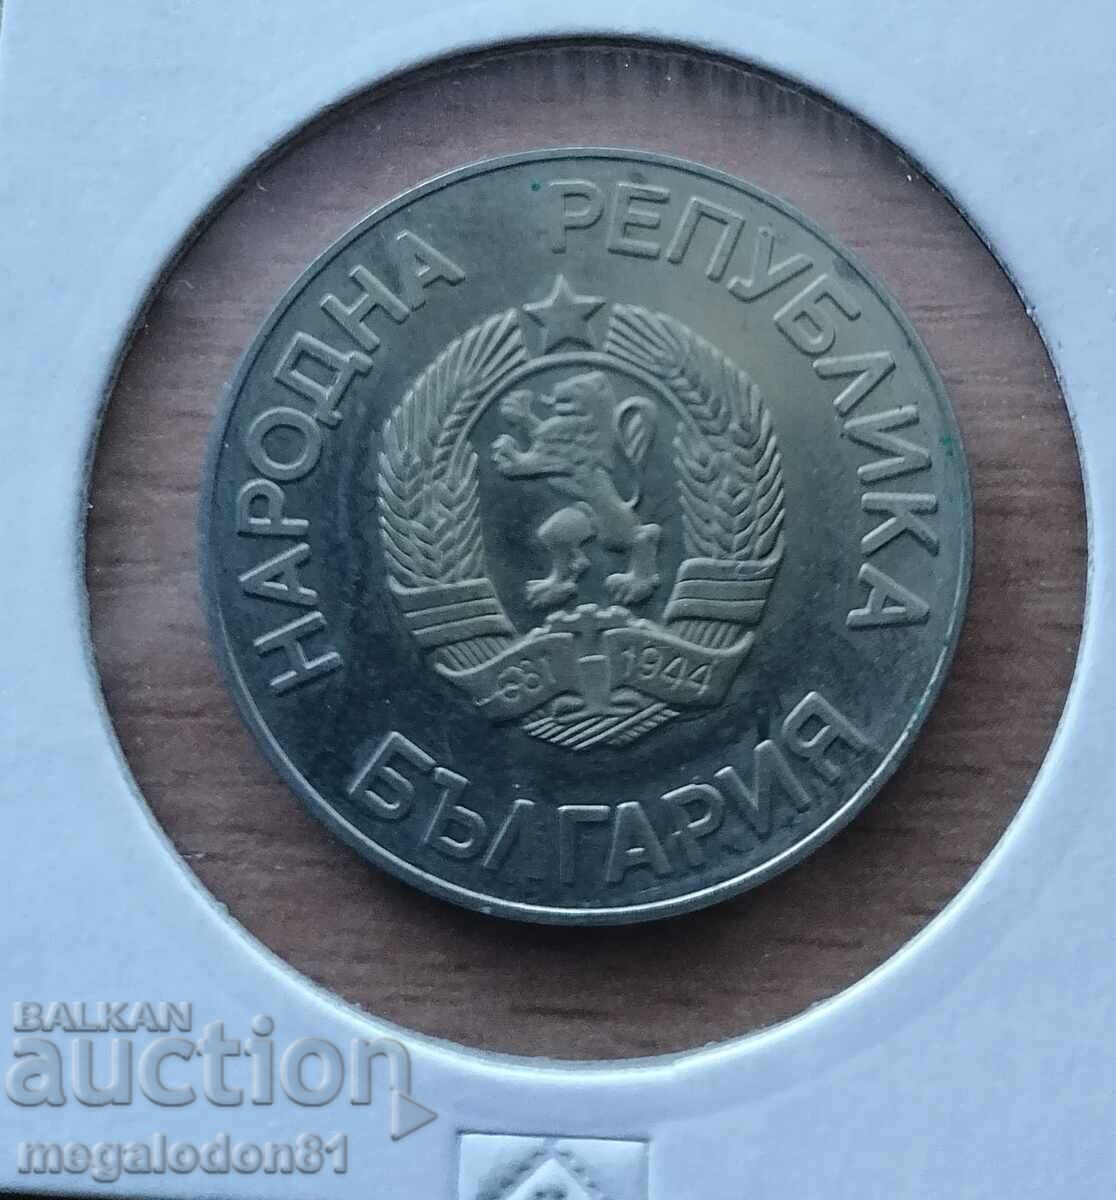 НАРОДНА РЕПУБЛИКА
БЪЛГАРИЯ
681 1944
BALKAN
auction
megalodon81